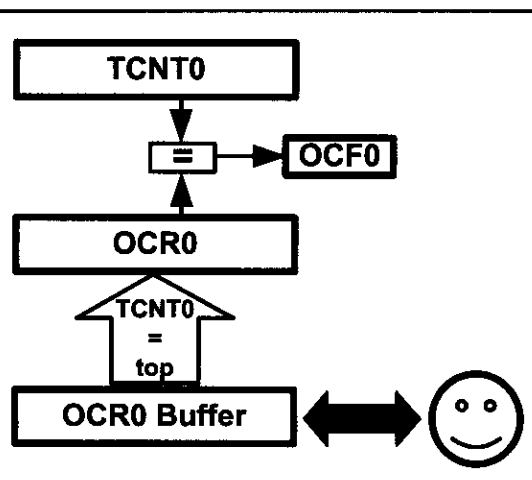 TCNT0
=
OCF0
OCR0
TCNT0
=
top
OCR0 Buffer